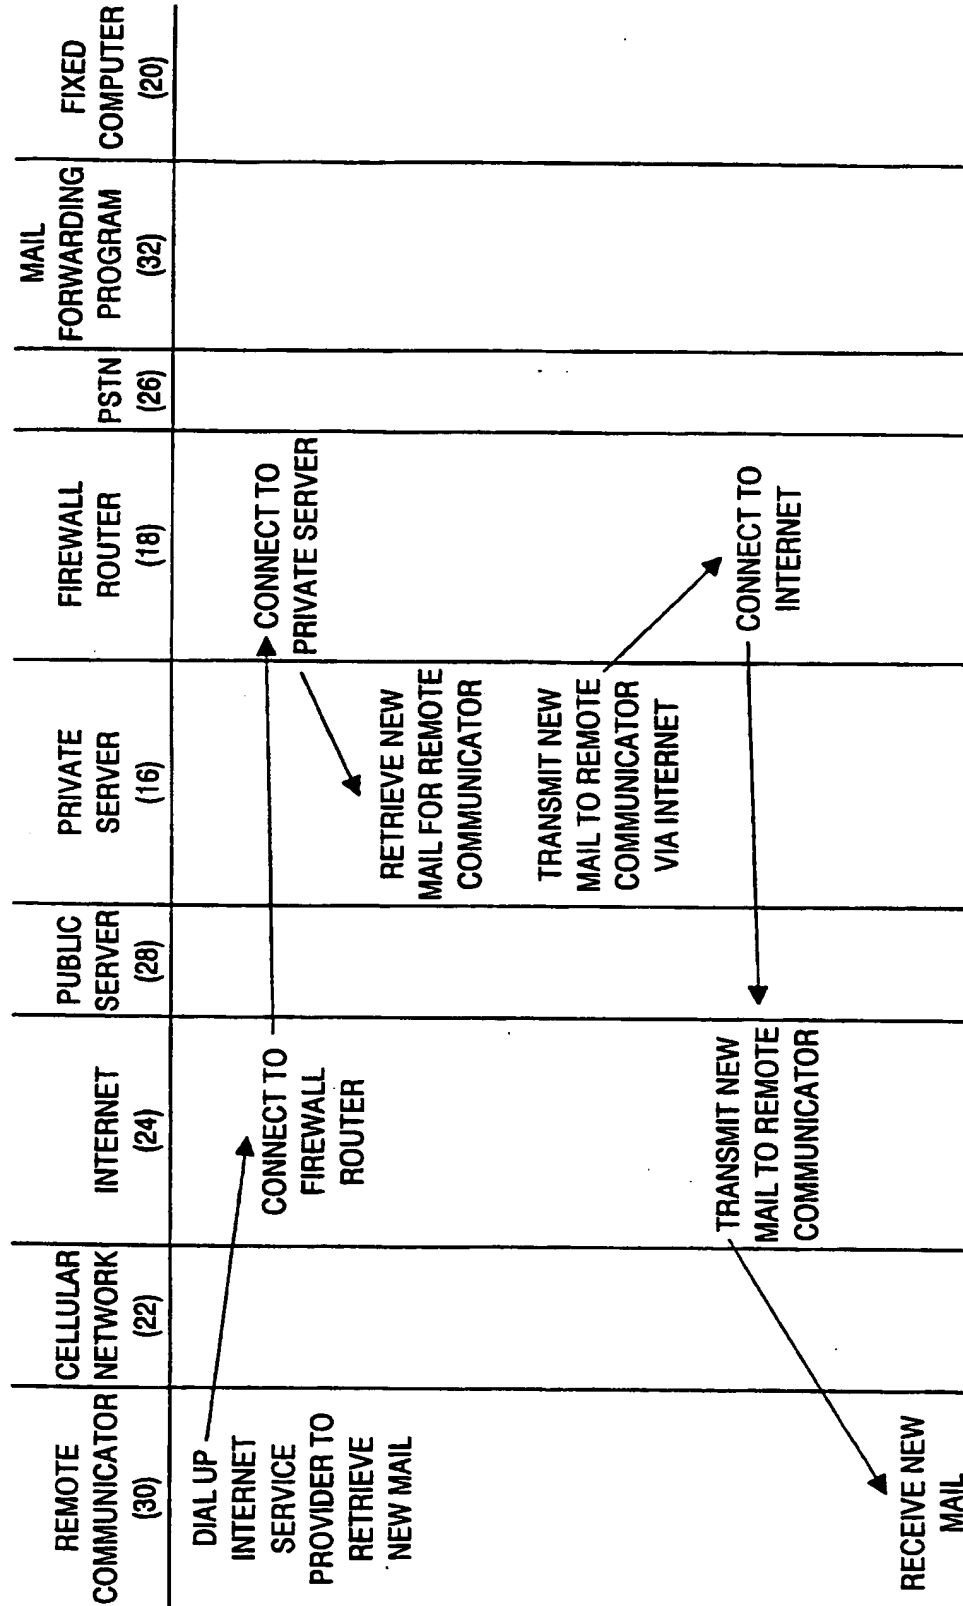 REMOTE
COMMUNICATOR
(30)
CELLULAR
NETWORK
(22)
INTERNET
(24)
PUBLIC
SERVER
(28)
PRIVATE
SERVER
(16)
FIREWALL
ROUTER
(18)
PSTN
(26)
MAIL
FORWARDING
PROGRAM
(32)
FIXED
COMPUTER
(20)
DIAL UP
INTERNET
SERVICE
PROVIDER TO
RETRIEVE
NEW MAIL
CONNECT TO
FIREWALL
ROUTER
CONNECT TO
PRIVATE SERVER
RETRIEVE NEW
MAIL FOR REMOTE
COMMUNICATOR
TRANSMIT NEW
MAIL TO REMOTE
COMMUNICATOR
VIA INTERNET
CONNECT TO
INTERNET
TRANSMIT NEW
MAIL TO REMOTE
COMMUNICATOR
RECEIVE NEW
MAIL